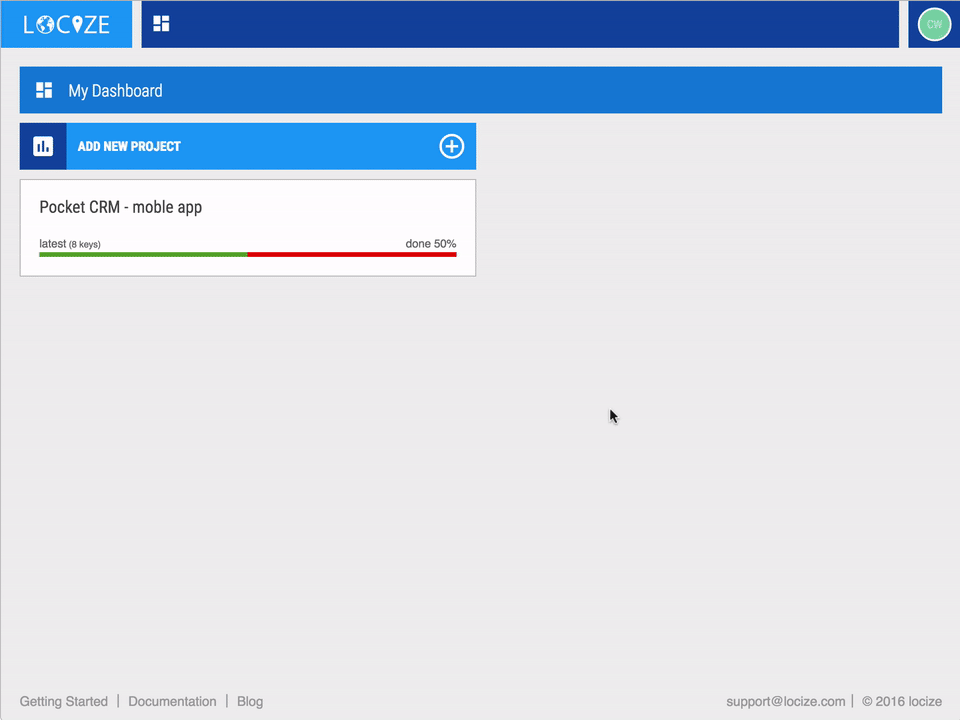 LOCIZE
CW
My Dashboard
ADD NEW PROJECT
Pocket CRM - moble app
latest (8 keys) done 50%
Getting Started | Documentation | Blog
support@locize.com | © 2016 locize